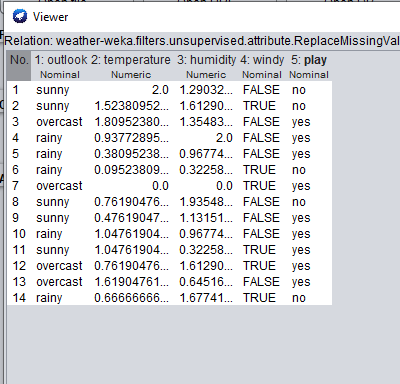 Viewer
Relation: weather-weka.filters.unsupervised.attribute.ReplaceMissingVal
No. 1: outlook 2: temperature 3: humidity 4: windy 5: play
Nominal Numeric Numeric Nominal Nominal
1 sunny 2.0 1.29032... FALSE no
2 sunny 1.52380952... 1.61290... TRUE no
3 overcast 1.80952380... 1.35483... FALSE yes
4 rainy 0.93772895... 2.0 FALSE yes
5 rainy 0.38095238... 0.96774... FALSE yes
6 rainy 0.09523809... 0.32258... TRUE no
7 overcast 0.0 0.0 TRUE yes
8 sunny 0.76190476... 1.93548... FALSE no
9 sunny 0.47619047... 1.13151... FALSE yes
10 rainy 1.04761904... 0.96774... FALSE yes
11 sunny 1.04761904... 0.32258... TRUE yes
12 overcast 0.76190476... 1.61290... TRUE yes
13 overcast 1.61904761... 0.64516... FALSE yes
14 rainy 0.66666666... 1.67741... TRUE no